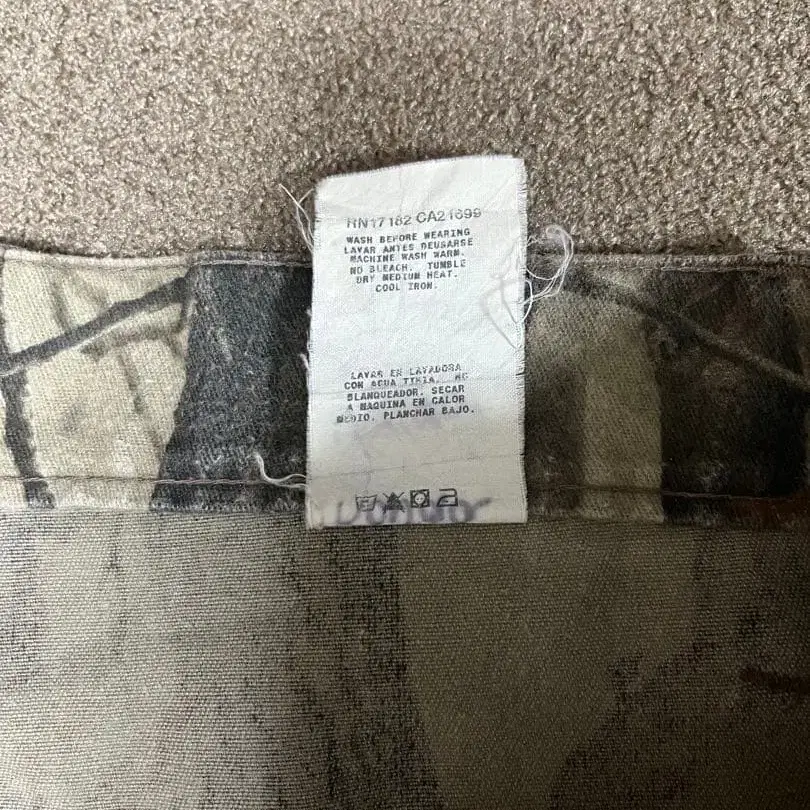 RN17182 CA21699
WASH BEFORE WEARING
LAVAR ANTES DEUSARSE
MACHINE WASH WARM.
NO BLEACH. TUMBLE
DRY MEDIUM HEAT.
COOL IRON.
LAVAR EN LAVADORA
CON AGUA TIBIA. NO
BLANQUEADOR. SECAR
A MAQUINA EN CALOR
MEDIO. PLANCHAR BAJO.